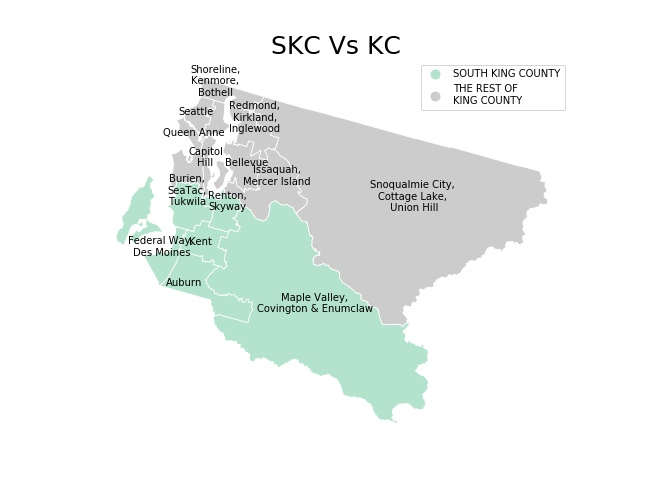 SKC Vs KC
SOUTH KING COUNTY
THE REST OF
KING COUNTY
Shoreline,
Kenmore,
Bothell
Seattle
Redmond,
Kirkland,
Inglewood
Queen Anne
Capitol
Hill
Bellevue
Issaquah,
Mercer Island
Burien,
SeaTac,
Tukwila
Renton,
Skyway
Snoqualmie City,
Cottage Lake,
Union Hill
Federal Way,
Des Moines
Kent
Auburn
Maple Valley,
Covington & Enumclaw